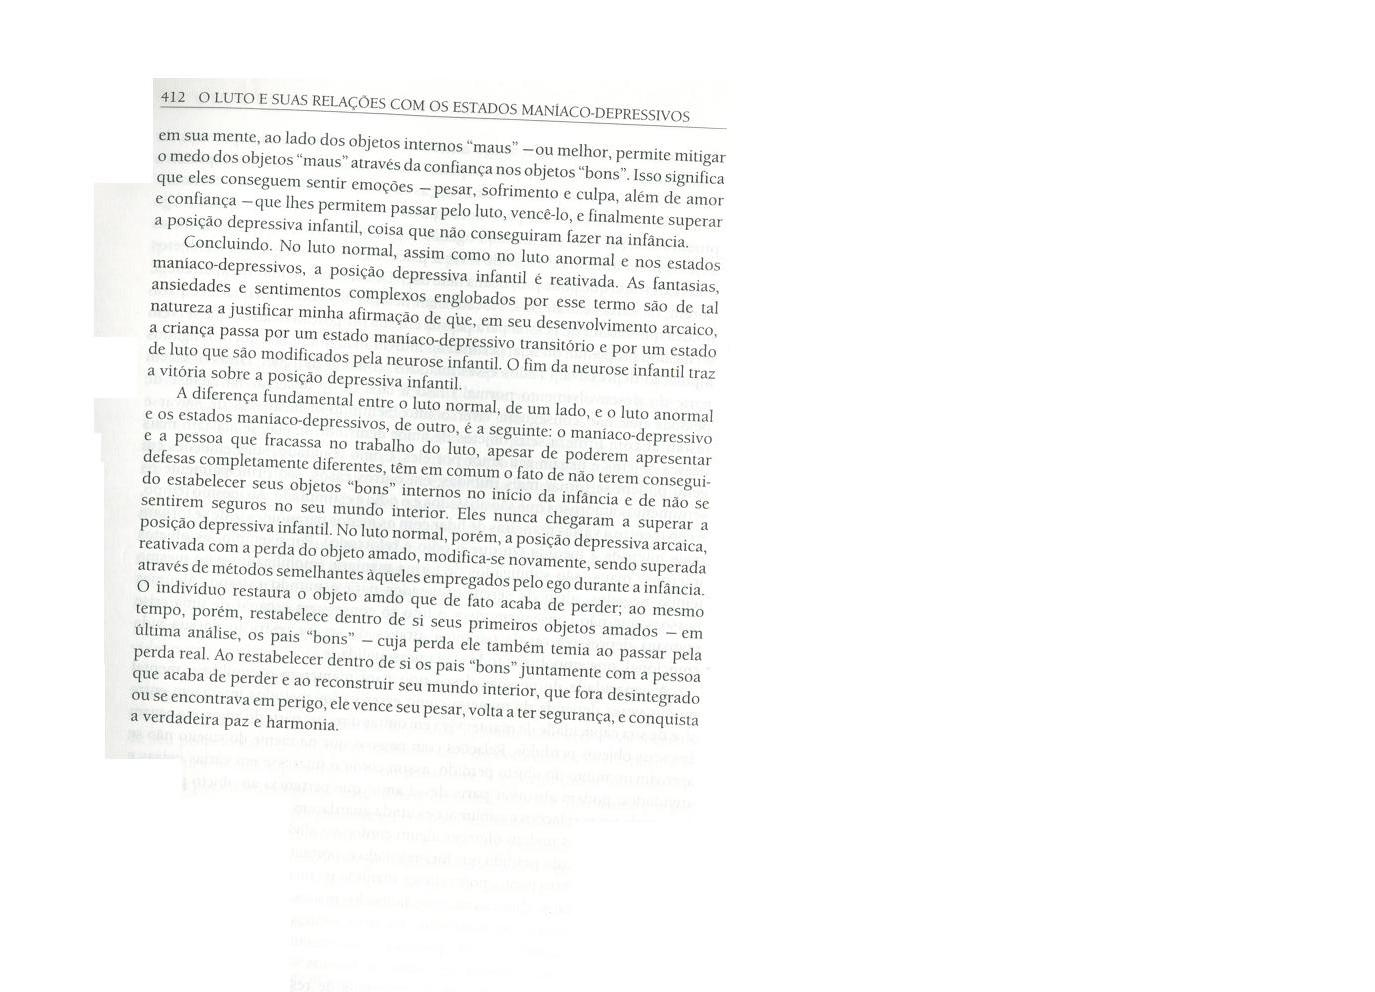 412 O LUTO E SUAS RELAÇÕES COM OS ESTADOS MANÍACO-DEPRESSIVOS
em sua mente, ao lado dos objetos internos “maus” — ou melhor, permite mitigar
o medo dos objetos “maus” através da confiança nos objetos “bons”. Isso significa
que eles conseguem sentir emoções — pesar, sofrimento e culpa, além de amor
e confiança — que lhes permitem passar pelo luto, vencê-lo, e finalmente superar
a posição depressiva infantil, coisa que não conseguiram fazer na infância.
Concluindo. No luto normal, assim como no luto anormal e nos estados
maníaco-depressivos, a posição depressiva infantil é reativada. As fantasias,
ansiedades e sentimentos complexos englobados por esse termo são de tal
natureza a justificar minha afirmação de que, em seu desenvolvimento arcaico,
a criança passa por um estado maníaco-depressivo transitório e por um estado
de luto que são modificados pela neurose infantil. O fim da neurose infantil traz
a vitória sobre a posição depressiva infantil.
A diferença fundamental entre o luto normal, de um lado, e o luto anormal
e os estados maníaco-depressivos, de outro, é a seguinte: o maníaco-depressivo
e a pessoa que fracassa no trabalho do luto, apesar de poderem apresentar
defesas completamente diferentes, têm em comum o fato de não terem consegui-
do estabelecer seus objetos “bons” internos no início da infância e de não se
sentirem seguros no seu mundo interior. Eles nunca chegaram a superar a
posição depressiva infantil. No luto normal, porém, a posição depressiva arcaica,
reativada com a perda do objeto amado, modifica-se novamente, sendo superada
através de métodos semelhantes àqueles empregados pelo ego durante a infância.
O indivíduo restaura o objeto amdo que de fato acaba de perder; ao mesmo
tempo, porém, restabelece dentro de si seus primeiros objetos amados — em
última análise, os pais “bons” — cuja perda ele também temia ao passar pela
perda real. Ao restabelecer dentro de si os pais “bons” juntamente com a pessoa
que acaba de perder e ao reconstruir seu mundo interior, que fora desintegrado
ou se encontrava em perigo, ele vence seu pesar, volta a ter segurança, e conquista
a verdadeira paz e harmonia.